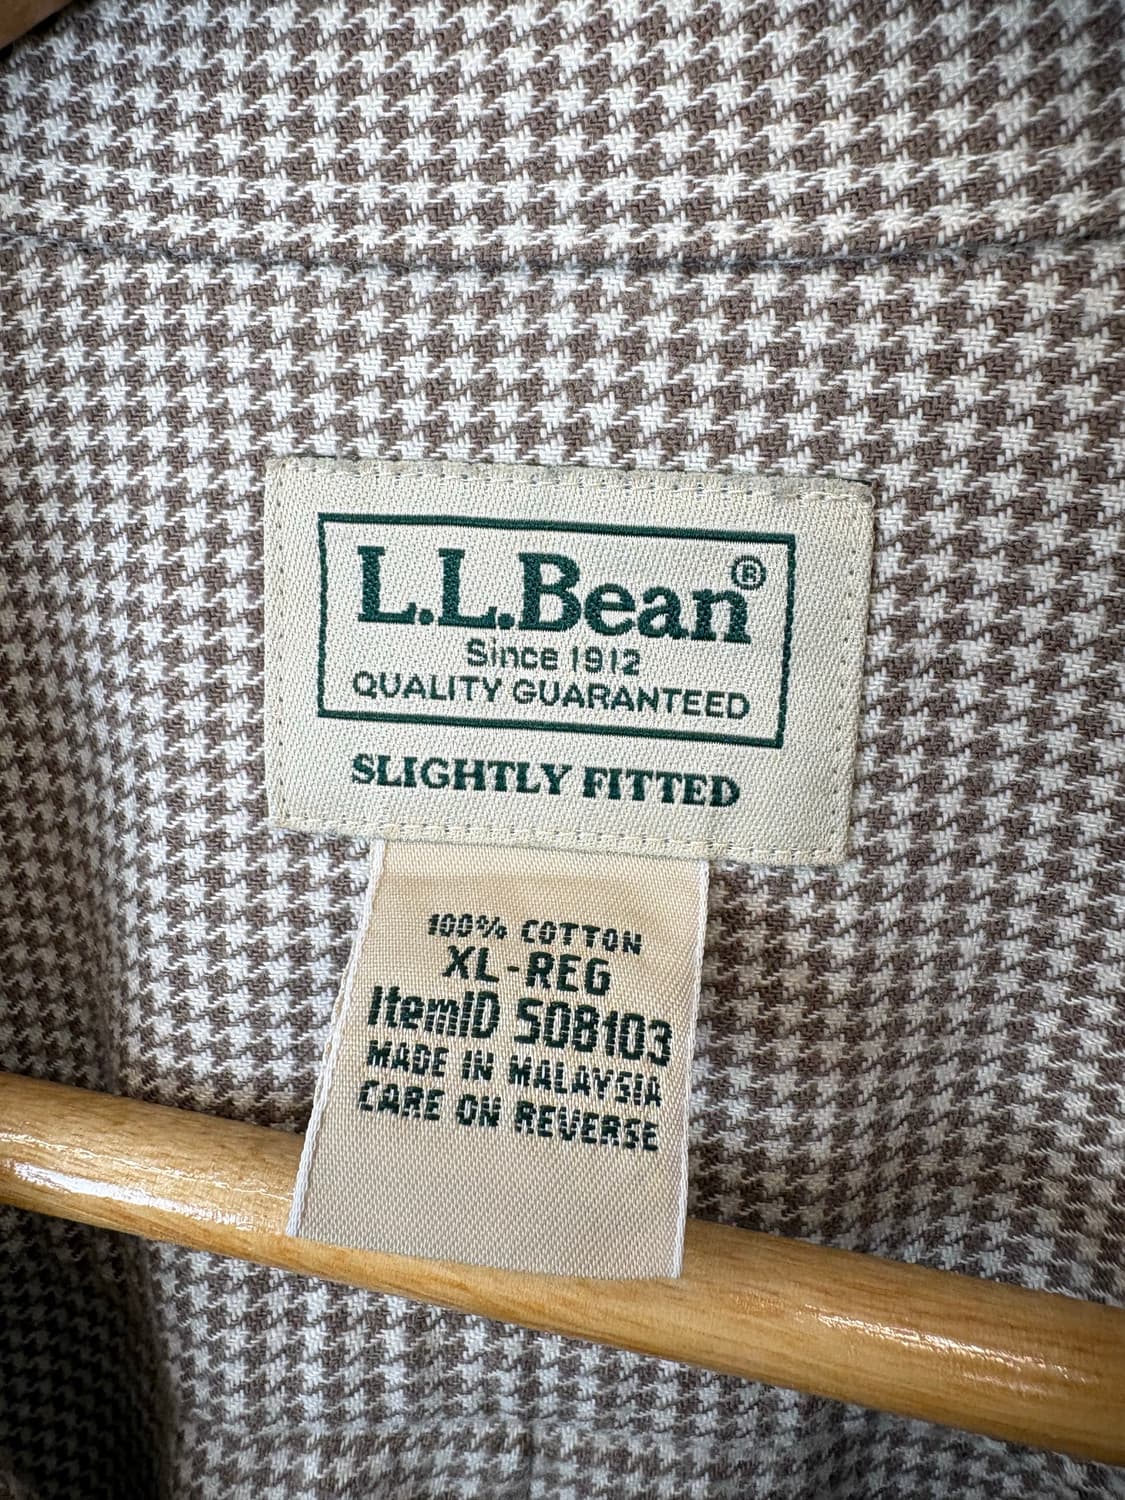 L.L.Bean®
Since 1912
QUALITY GUARANTEED
SLIGHTLY FITTED
100% COTTON
XL-REG
ItemID 508103
MADE IN MALAYSIA
CARE ON REVERSE